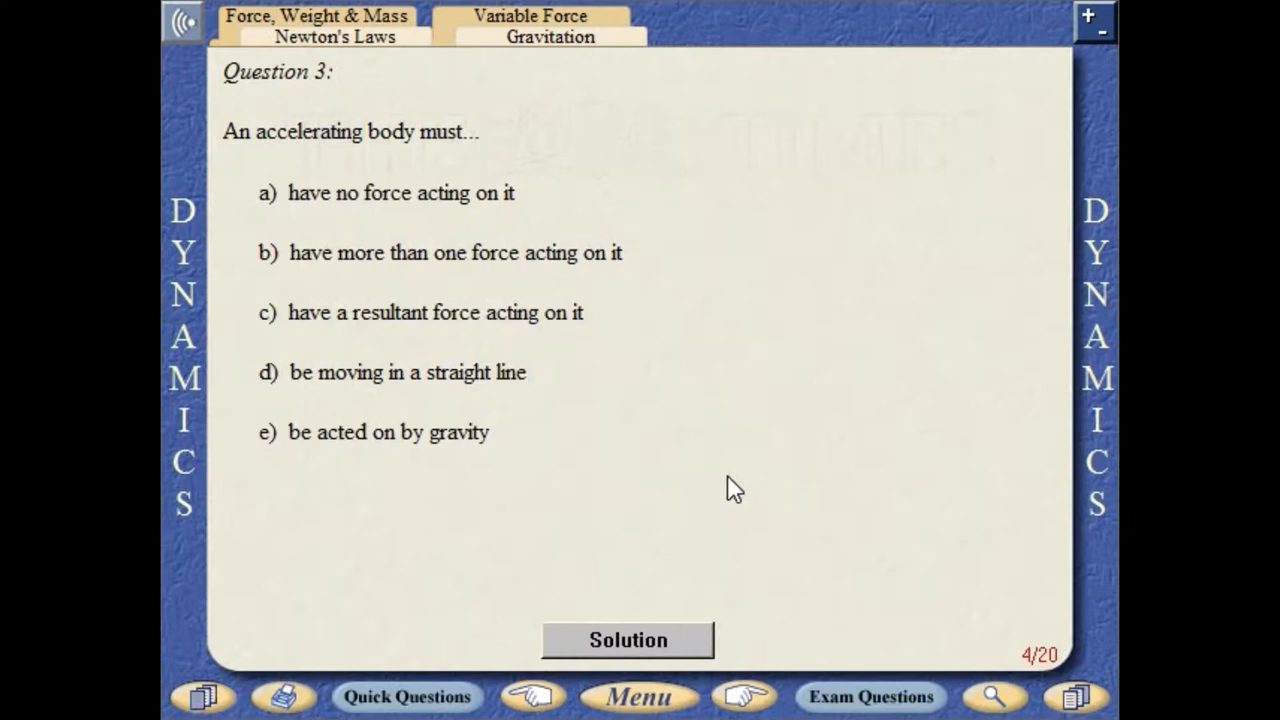 Force, Weight & Mass
Variable Force
Newton's Laws
Gravitation
+
-
Question 3:
An accelerating body must...
a) have no force acting on it
b) have more than one force acting on it
c) have a resultant force acting on it
d) be moving in a straight line
e) be acted on by gravity
DYNAMICS
DYNAMICS
Solution
4/20
Quick Questions
Menu
Exam Questions